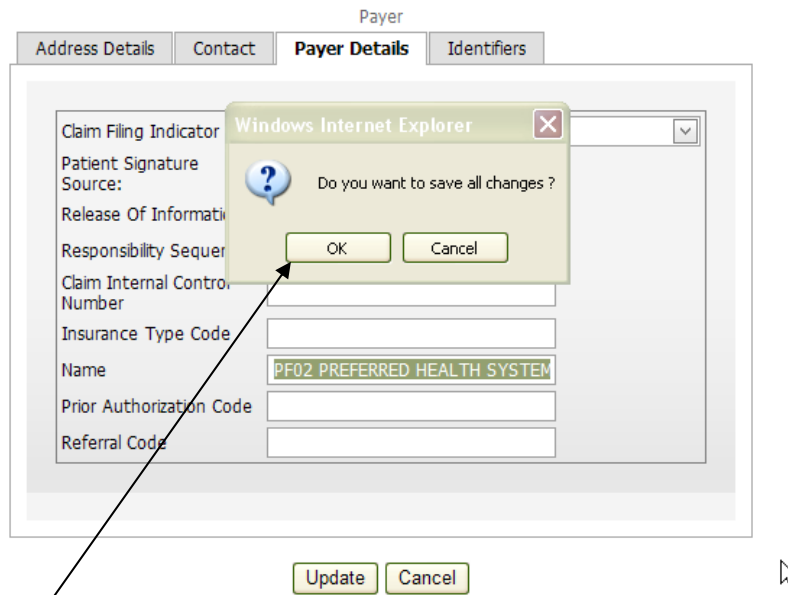 Payer
Address Details Contact Payer Details Identifiers
Windows Internet Explorer
Do you want to save all changes ?
OK Cancel
Claim Filing Indicator
Patient Signature
Source:
Release Of
Responsibility
Claim Internal Control
Number
Insurance Type Code
Name PF02 PREFERRED HEALTH SYSTEM
Prior Authorization Code
Referral Code
Update Cancel